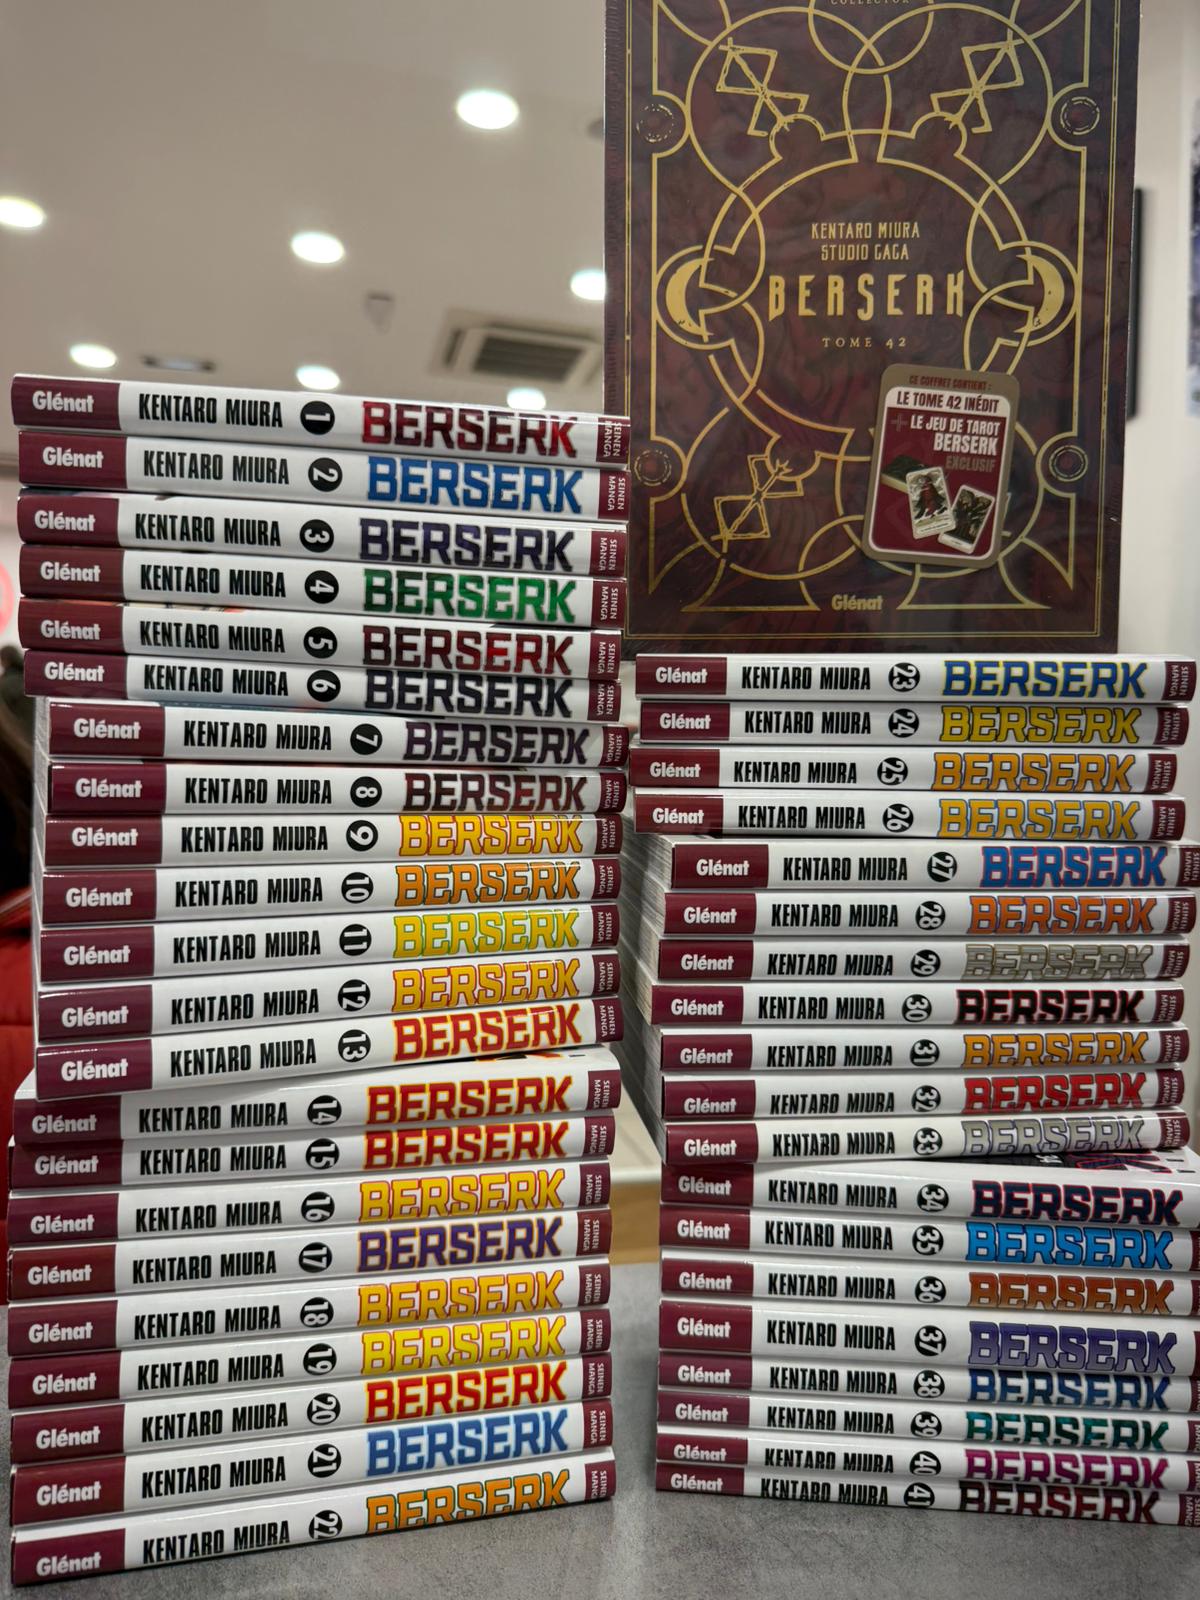 COLLECTOR
KENTARO MIURA
STUDIO GAGA
BERSERK
TOME 42
CE COFFRET CONTIENT :
LE TOME 42 INÉDIT
+ LE JEU DE TAROT
BERSERK
EXCLUSIF
Glénat
Glénat KENTARO MIURA 1 BERSERK SEINEN MANGA
Glénat KENTARO MIURA 2 BERSERK SEINEN MANGA
Glénat KENTARO MIURA 3 BERSERK SEINEN MANGA
Glénat KENTARO MIURA 4 BERSERK SEINEN MANGA
Glénat KENTARO MIURA 5 BERSERK SEINEN MANGA
Glénat KENTARO MIURA 6 BERSERK SEINEN MANGA
Glénat KENTARO MIURA 7 BERSERK SEINEN MANGA
Glénat KENTARO MIURA 8 BERSERK SEINEN MANGA
Glénat KENTARO MIURA 9 BERSERK SEINEN MANGA
Glénat KENTARO MIURA 10 BERSERK SEINEN MANGA
Glénat KENTARO MIURA 11 BERSERK SEINEN MANGA
Glénat KENTARO MIURA 12 BERSERK SEINEN MANGA
Glénat KENTARO MIURA 13 BERSERK SEINEN MANGA
Glénat KENTARO MIURA 14 BERSERK SEINEN MANGA
Glénat KENTARO MIURA 15 BERSERK SEINEN MANGA
Glénat KENTARO MIURA 16 BERSERK SEINEN MANGA
Glénat KENTARO MIURA 17 BERSERK SEINEN MANGA
Glénat KENTARO MIURA 18 BERSERK SEINEN MANGA
Glénat KENTARO MIURA 19 BERSERK SEINEN MANGA
Glénat KENTARO MIURA 20 BERSERK SEINEN MANGA
Glénat KENTARO MIURA 21 BERSERK SEINEN MANGA
Glénat KENTARO MIURA 22 BERSERK SEINEN MANGA
Glénat KENTARO MIURA 23 BERSERK SEINEN MANGA
Glénat KENTARO MIURA 24 BERSERK SEINEN MANGA
Glénat KENTARO MIURA 25 BERSERK SEINEN MANGA
Glénat KENTARO MIURA 26 BERSERK SEINEN MANGA
Glénat KENTARO MIURA 27 BERSERK SEINEN MANGA
Glénat KENTARO MIURA 28 BERSERK SEINEN MANGA
Glénat KENTARO MIURA 29 BERSERK SEINEN MANGA
Glénat KENTARO MIURA 30 BERSERK SEINEN MANGA
Glénat KENTARO MIURA 31 BERSERK SEINEN MANGA
Glénat KENTARO MIURA 32 BERSERK SEINEN MANGA
Glénat KENTARO MIURA 33 BERSERK SEINEN MANGA
Glénat KENTARO MIURA 34 BERSERK
Glénat KENTARO MIURA 35 BERSERK
Glénat KENTARO MIURA 36 BERSERK
Glénat KENTARO MIURA 37 BERSERK
Glénat KENTARO MIURA 38 BERSERK
Glénat KENTARO MIURA 39 BERSERK
Glénat KENTARO MIURA 40 BERSERK
Glénat KENTARO MIURA 41 BERSERK